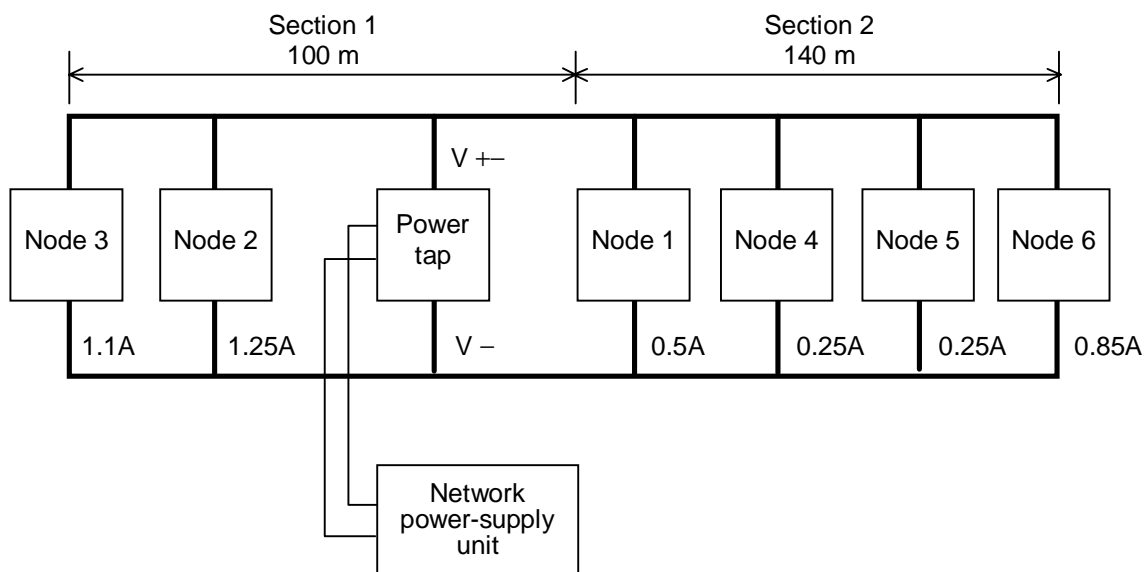 Section 1
100 m
Section 2
140 m
V +−
Node 3
Node 2
Power
tap
Node 1
Node 4
Node 5
Node 6
1.1A
1.25A
V −
0.5A
0.25A
0.25A
0.85A
Network
power-supply
unit